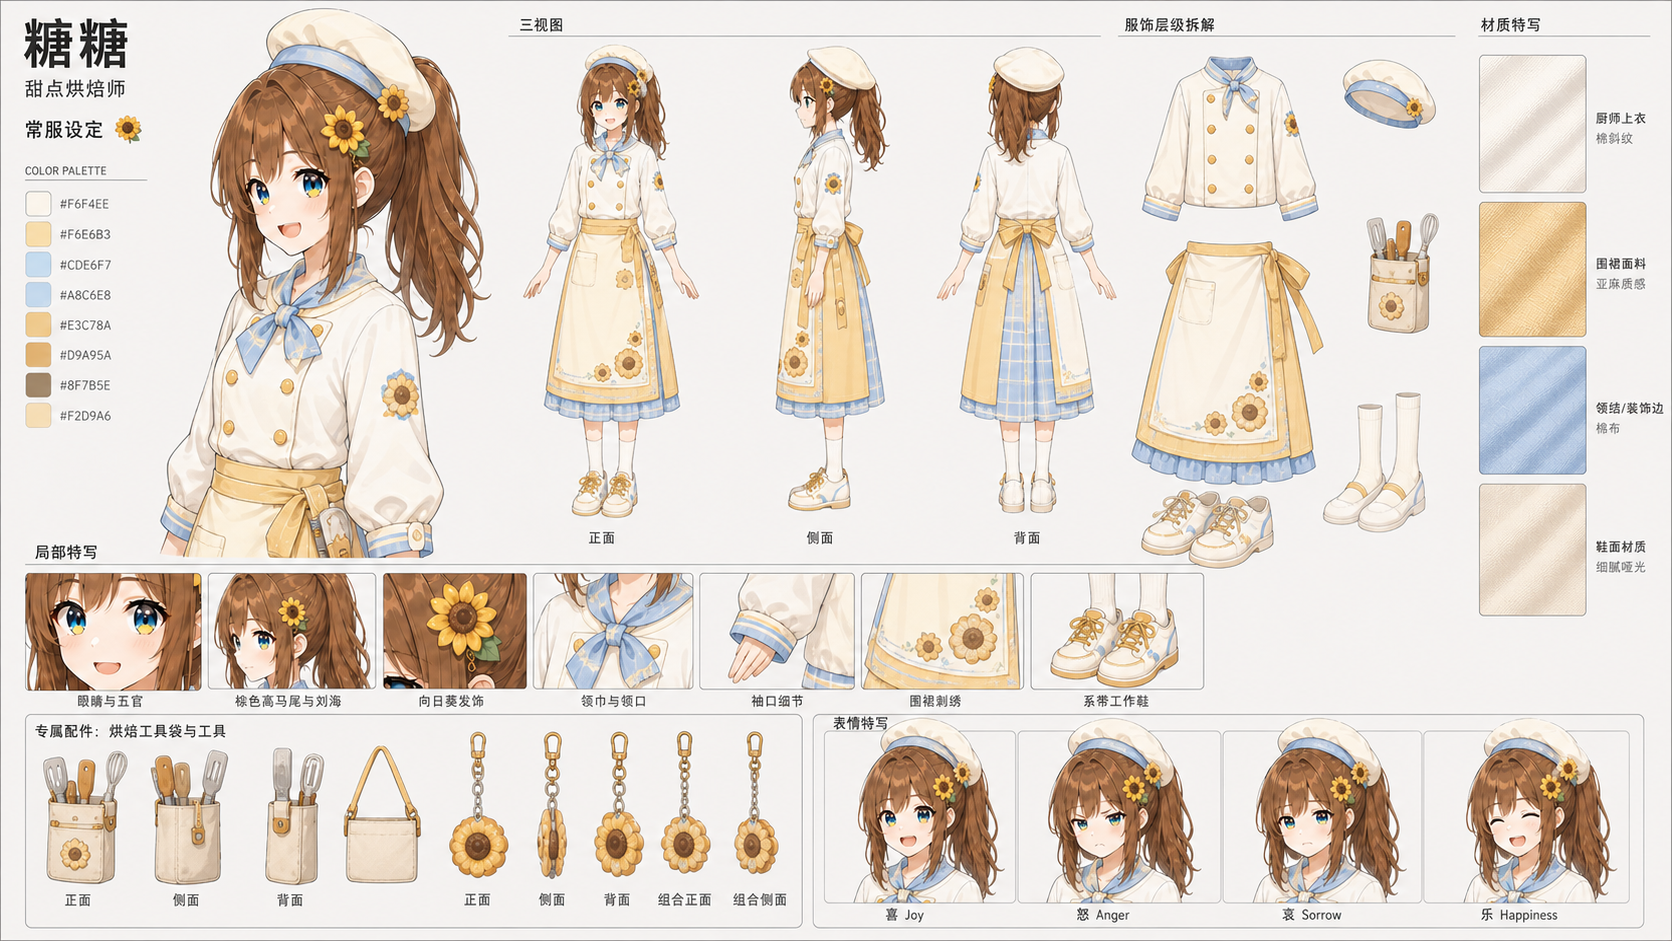 糖糖
甜点烘焙师
常服设定
COLOR PALETTE
#F6F4EE
#F6E6B3
#CDE6F7
#A8C6E8
#E3C78A
#D9A95A
#8F7B5E
#F2D9A6
三视图
正面
侧面
背面
服饰层级拆解
材质特写
厨师上衣
棉斜纹
围裙面料
亚麻质感
领结/装饰边
棉布
鞋面材质
细腻哑光
局部特写
眼睛与五官
棕色高马尾与刘海
向日葵发饰
领巾与领口
袖口细节
围裙刺绣
系带工作鞋
专属配件：烘焙工具袋与工具
正面
侧面
背面
正面
侧面
背面
组合正面
组合侧面
表情特写
喜 Joy
怒 Anger
哀 Sorrow
乐 Happiness